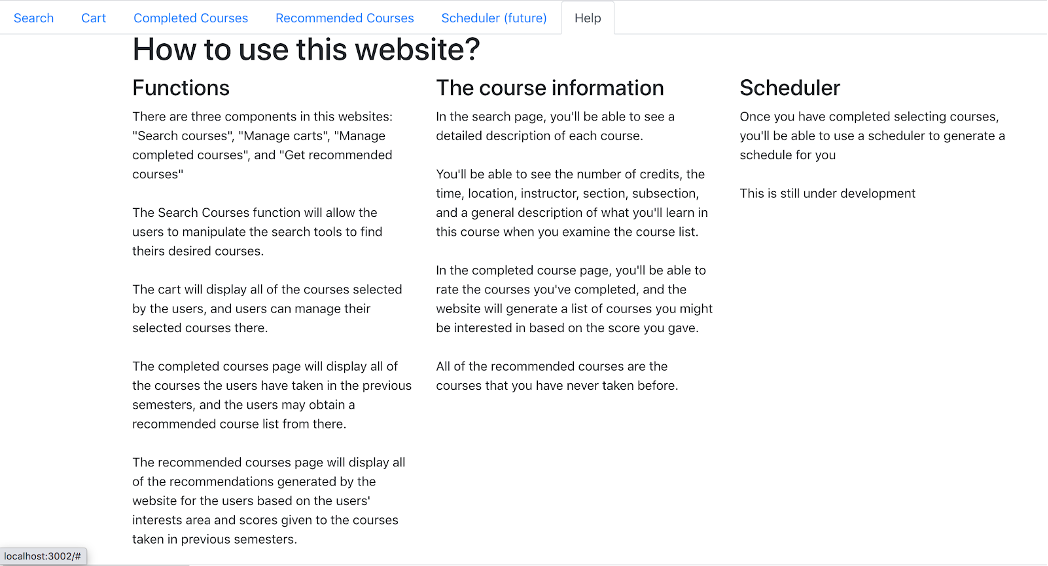 Search Cart Completed Courses Recommended Courses Scheduler (future) Help
How to use this website?
Functions
There are three components in this websites:
"Search courses", "Manage carts", "Manage
completed courses", and "Get recommended
courses"
The Search Courses function will allow the
users to manipulate the search tools to find
theirs desired courses.
The cart will display all of the courses selected
by the users, and users can manage their
selected courses there.
The completed courses page will display all of
the courses the users have taken in the previous
semesters, and the users may obtain a
recommended course list from there.
The recommended courses page will display all
of the recommendations generated by the
website for the users based on the users'
interests area and scores given to the courses
taken in previous semesters.
The course information
In the search page, you'll be able to see a
detailed description of each course.
You'll be able to see the number of credits, the
time, location, instructor, section, subsection,
and a general description of what you'll learn in
this course when you examine the course list.
In the completed course page, you'll be able to
rate the courses you've completed, and the
website will generate a list of courses you might
be interested in based on the score you gave.
All of the recommended courses are the
courses that you have never taken before.
Scheduler
Once you have completed selecting courses,
you'll be able to use a scheduler to generate a
schedule for you
This is still under development
localhost:3002/#